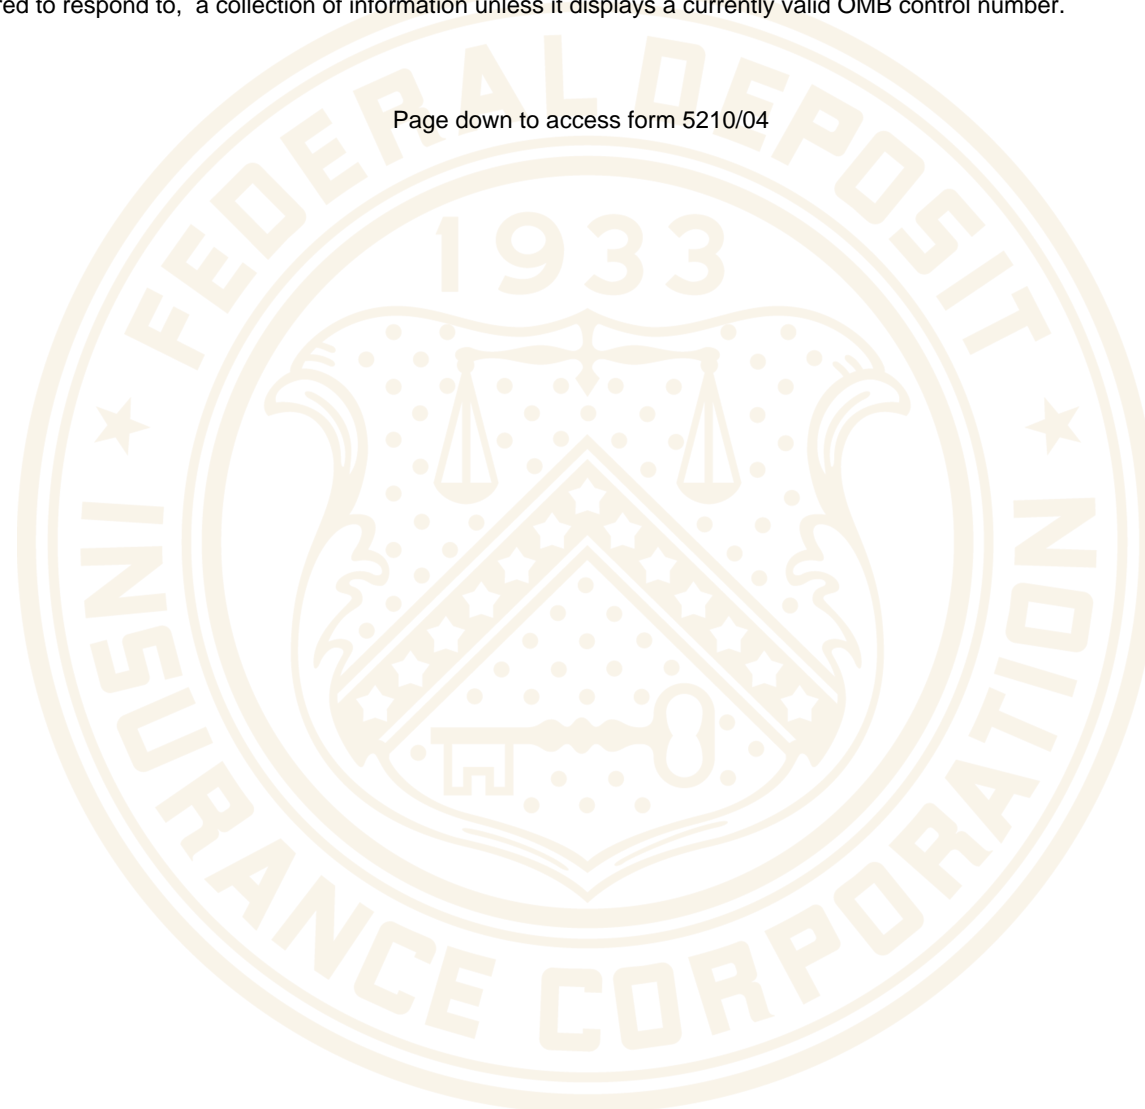 red to respond to, a collection of information unless it displays a currently valid OMB control number.
Page down to access form 5210/04
FEDERAL DEPOSIT
1933
INSURANCE CORPORATION